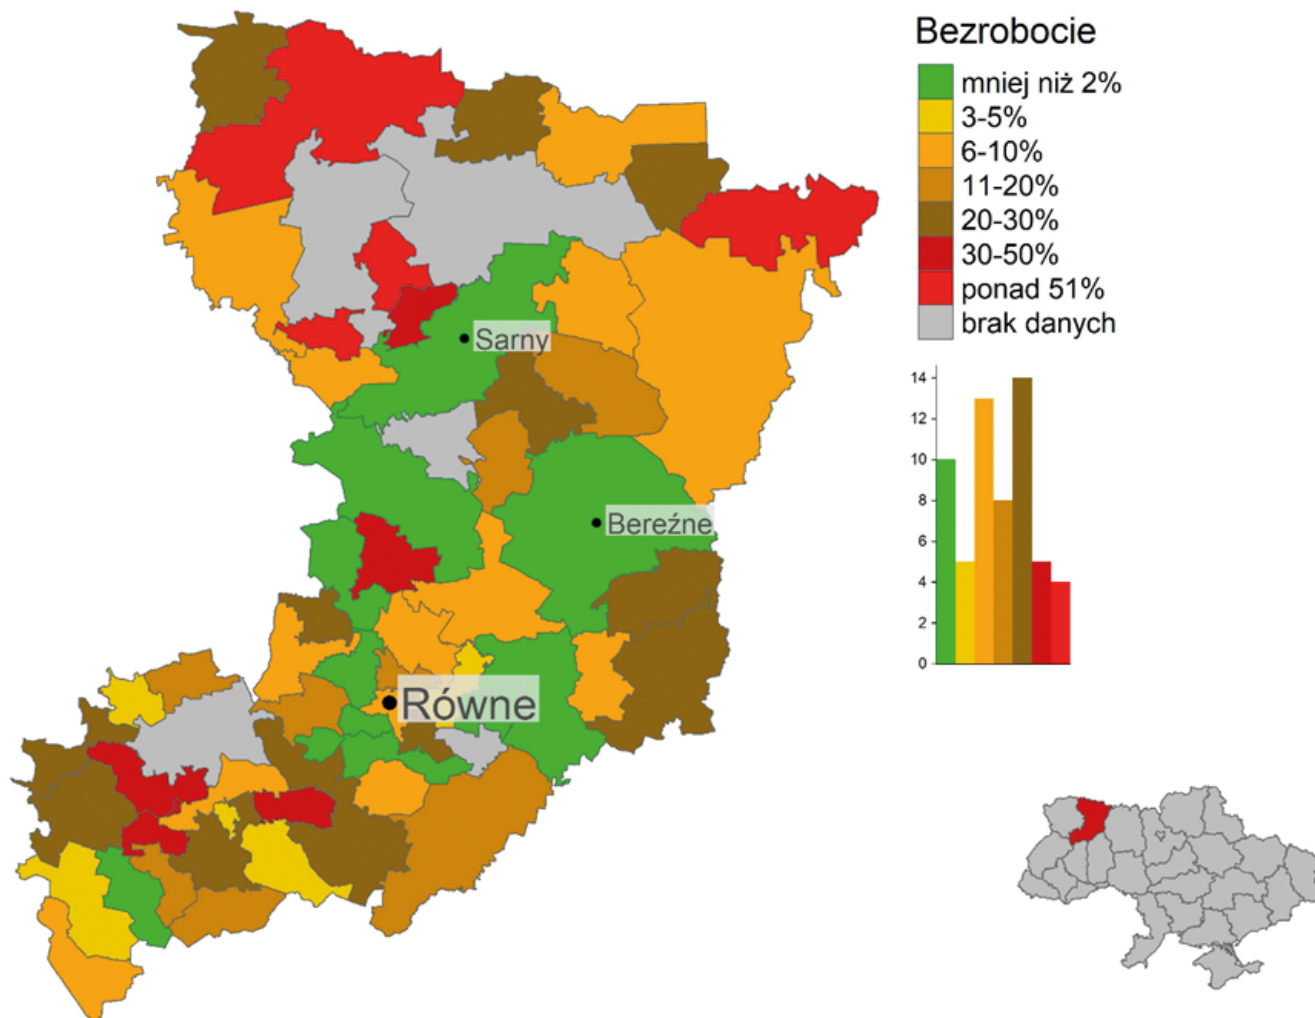 Bezrobocie
mniej niż 2%
3-5%
6-10%
11-20%
20-30%
30-50%
ponad 51%
brak danych
Sarny
Bereźne
Równe
14
12
10
8
6
4
2
0